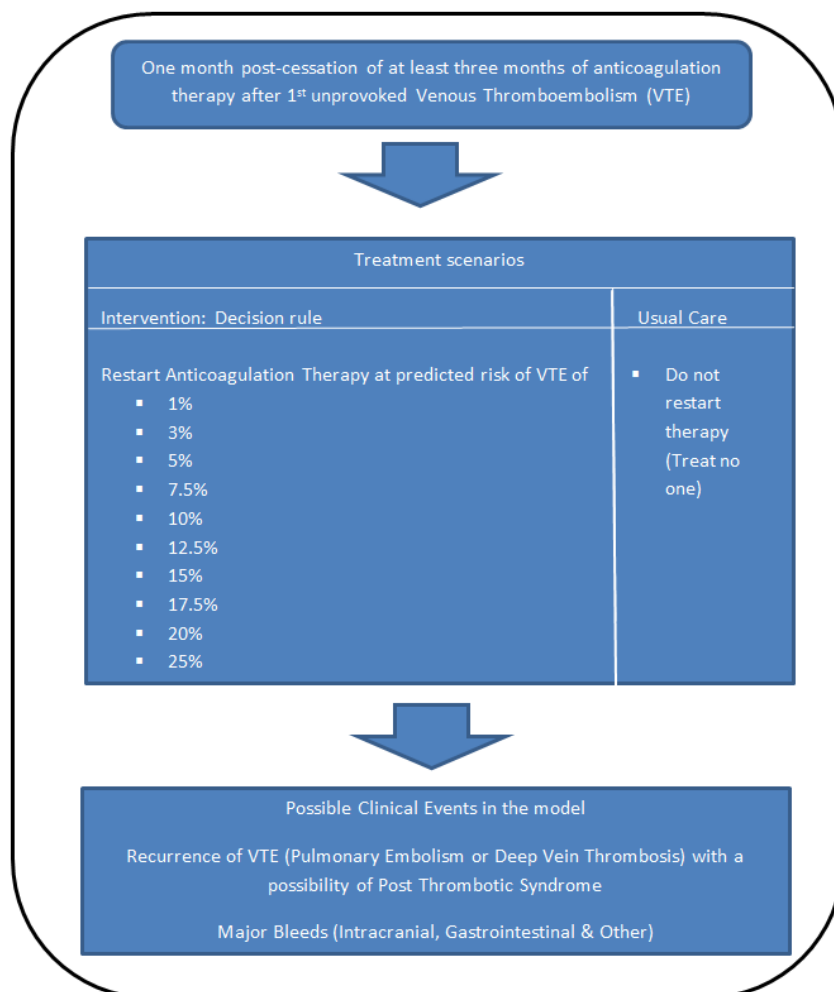 One month post-cessation of at least three months of anticoagulation
therapy after 1st unprovoked Venous Thromboembolism (VTE)
Treatment scenarios
Intervention: Decision rule
Usual Care
Restart Anticoagulation Therapy at predicted risk of VTE of
▪ 1%
▪ 3%
▪ 5%
▪ 7.5%
▪ 10%
▪ 12.5%
▪ 15%
▪ 17.5%
▪ 20%
▪ 25%
▪ Do not
restart
therapy
(Treat no
one)
Possible Clinical Events in the model
Recurrence of VTE (Pulmonary Embolism or Deep Vein Thrombosis) with a
possibility of Post Thrombotic Syndrome
Major Bleeds (Intracranial, Gastrointestinal & Other)